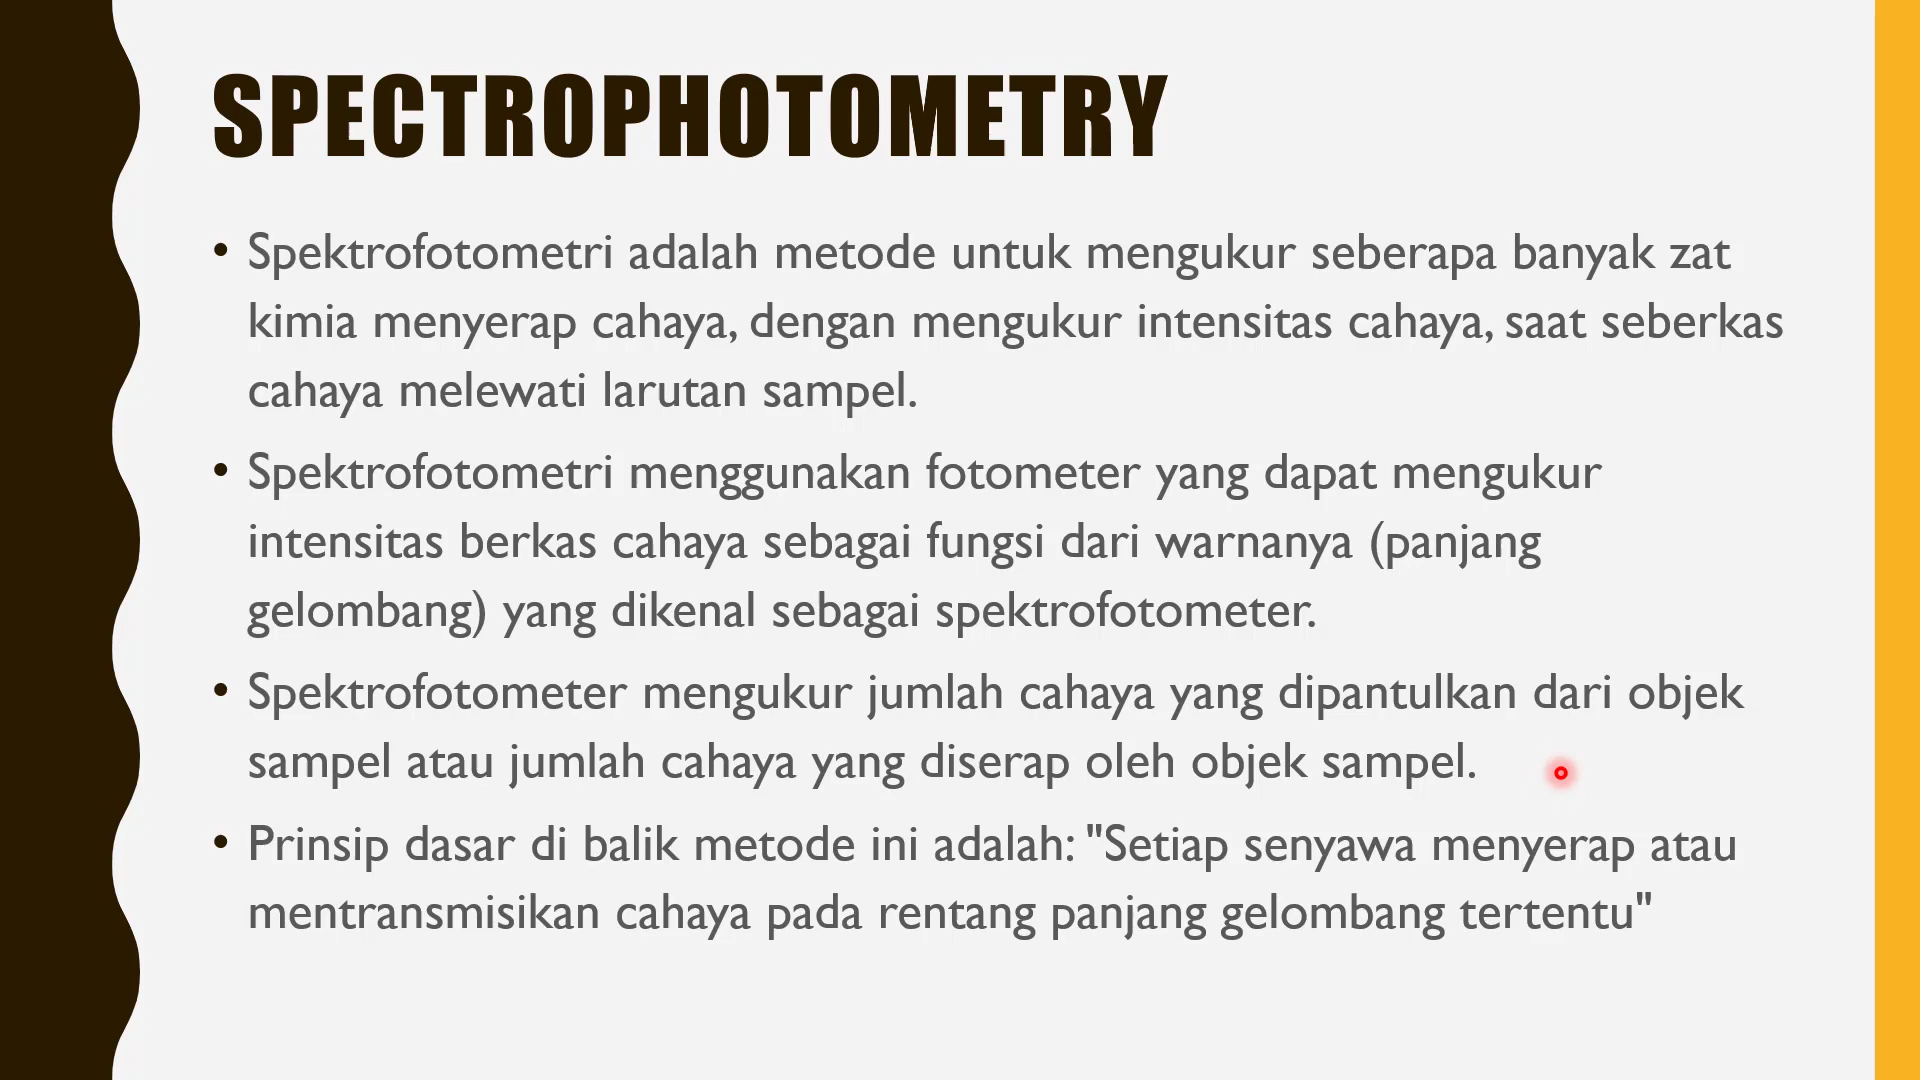 SPECTROPHOTOMETRY
• Spektrofotometri adalah metode untuk mengukur seberapa banyak zat
kimia menyerap cahaya, dengan mengukur intensitas cahaya, saat seberkas
cahaya melewati larutan sampel.
• Spektrofotometri menggunakan fotometer yang dapat mengukur
intensitas berkas cahaya sebagai fungsi dari warnanya (panjang
gelombang) yang dikenal sebagai spektrofotometer.
• Spektrofotometer mengukur jumlah cahaya yang dipantulkan dari objek
sampel atau jumlah cahaya yang diserap oleh objek sampel.
• Prinsip dasar di balik metode ini adalah: "Setiap senyawa menyerap atau
mentransmisikan cahaya pada rentang panjang gelombang tertentu"